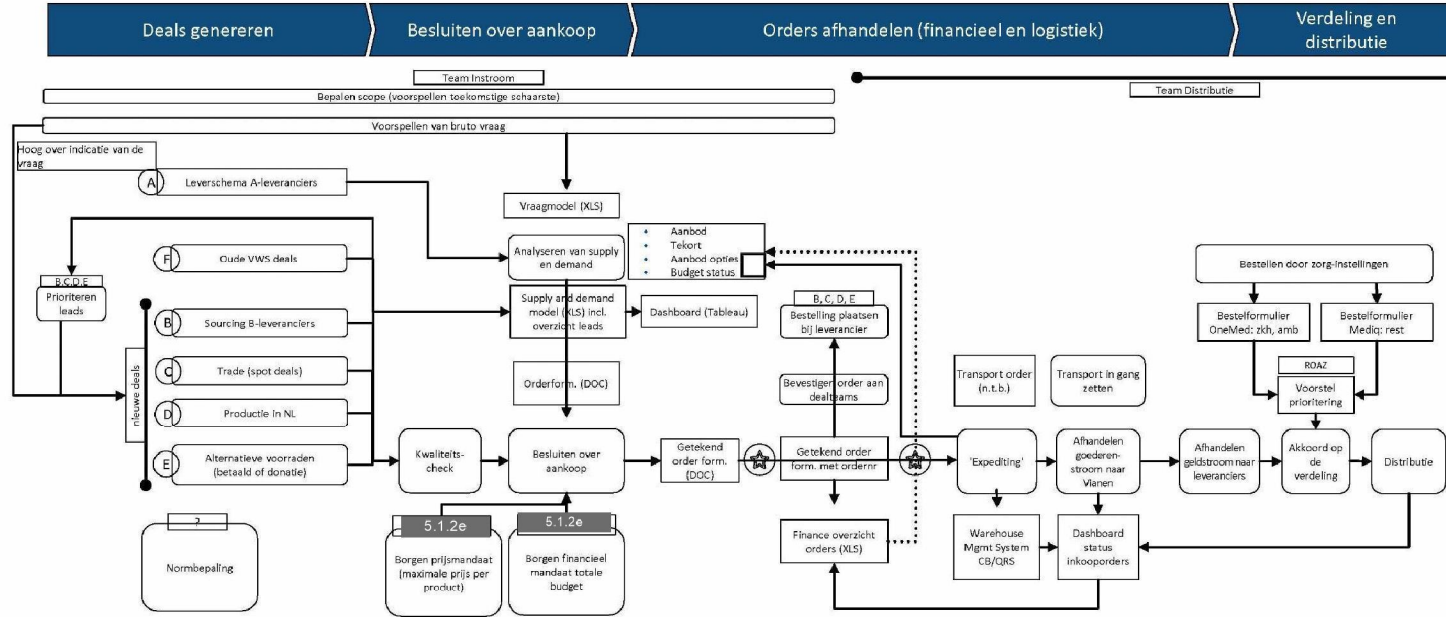 Deals genereren
Besluiten over aankoop
Orders afhandelen (financieel en logistiek)
Verdeling en
distributie
Team Instroom
Bepalen scope (voorspellen toekomstige schaarste)
Team Distributie
Voorspellen van bruto vraag
Hoog over indicatie van de
vraag
A
Leverschema A-leveranciers
Vraagmodel (XLS)
Aanbod
Tekort
Aanbod opties
Budget status
Analyseren van supply
en demand
F
Oude VWS deals
Bestellen door zorg-instellingen
B,C,D,E
Prioriteren
leads
Supply and demand
model (XLS) incl.
overzicht leads
Dashboard (Tableau)
B, C, D, E
Bestelling plaatsen
bij leverancier
Bestelformulier
OneMed: zkh, amb
Bestelformulier
Mediq: rest
B
Sourcing B-leveranciers
nieuwe deals
C
Trade (spot deals)
Orderform. (DOC)
Bevestigen order aan
dealteams
Transport order
(n.t.b.)
Transport in gang
zetten
ROAZ
Voorstel
prioritering
D
Productie in NL
E
Alternatieve voorraden
(betaald of donatie)
Kwaliteits-
check
Besluiten over
aankoop
Getekend
order form.
(DOC)
Getekend order
form. met ordernr
'Expediting'
Afhandelen
goederen-
stroom naar
Vianen
Afhandelen
geldstroom naar
leveranciers
Akkoord op
de
verdeling
Distributie
?
Normbepaling
5.1.2e
Borgen prijsmandaat
(maximale prijs per
product)
5.1.2e
Borgen financieel
mandaat totale
budget
Finance overzicht
orders (XLS)
Warehouse
Mgmt System
CB/QRS
Dashboard
status
inkooporders